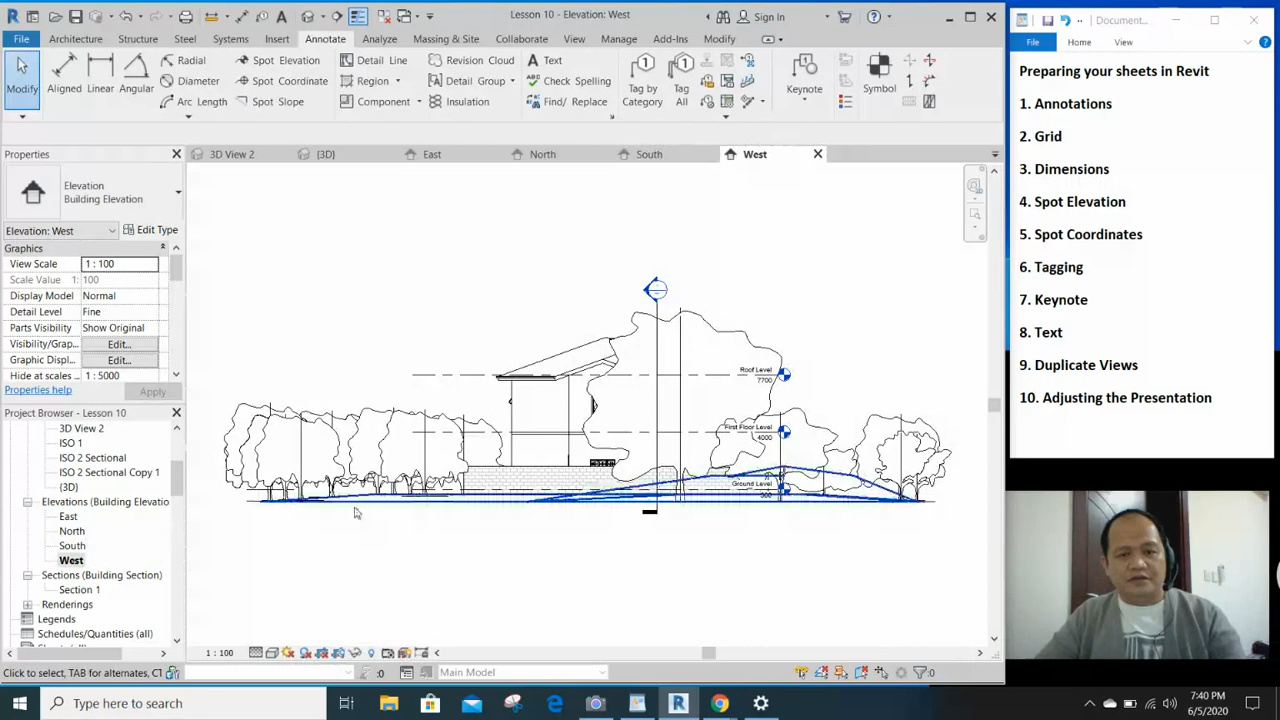 Lesson 10 - Elevation: West
Sign In
File
Architecture
Structure
Steel
Systems
Insert
Annotate
Analyze
Massing & Site
Collaborate
View
Manage
Add-Ins
Modify
Modify
Aligned
Linear
Angular
Radial
Diameter
Arc Length
Spot Elevation
Spot Coordinate
Spot Slope
Detail Line
Region
Component
Revision Cloud
Detail Group
Insulation
Text
Check Spelling
Find/ Replace
Tag by
Category
Tag
All
Keynote
Symbol
Properties
3D View 2
{3D}
East
North
South
West
Elevation
Building Elevation
Elevation: West
Edit Type
Graphics
View Scale
1 : 100
Scale Value 1:
100
Display Model
Normal
Detail Level
Fine
Parts Visibility
Show Original
Visibility/Grap...
Edit...
Graphic Displ...
Edit...
Hide at scales ...
1 : 5000
Properties help
Apply
Project Browser - Lesson 10
3D View 2
ISO 1
ISO 2 Sectional
ISO 2 Sectional Copy 1
{3D}
Elevations (Building Elevatio
East
North
South
West
Sections (Building Section)
Section 1
Renderings
Legends
Schedules/Quantities (all)
Roof Level
7700
First Floor Level
4000
Ground Level
300
1 : 100
Click to select, TAB for alternates, CT
:0
Main Model
:0
Document...
File
Home
View
Preparing your sheets in Revit
1. Annotations
2. Grid
3. Dimensions
4. Spot Elevation
5. Spot Coordinates
6. Tagging
7. Keynote
8. Text
9. Duplicate Views
10. Adjusting the Presentation
Type here to search
7:40 PM
6/5/2020